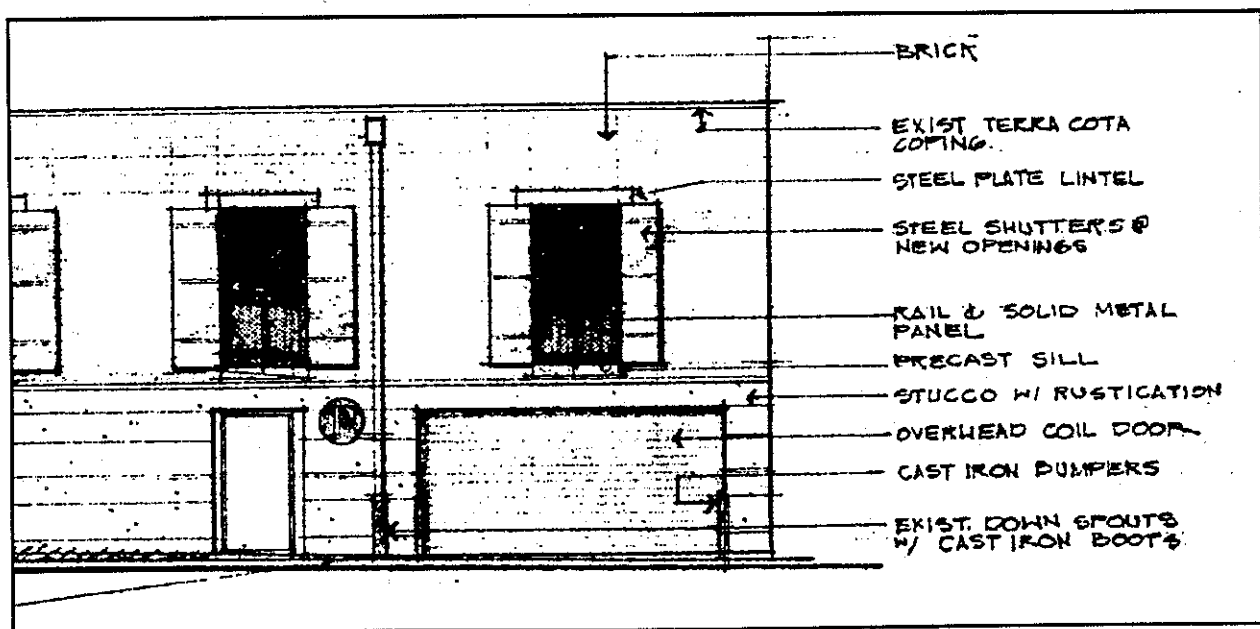 BRICK
EXIST TERRA COTA
COPING.
STEEL PLATE LINTEL
STEEL SHUTTERS @
NEW OPENINGS
RAIL & SOLID METAL
PANEL
PRECAST SILL
STUCCO W/ RUSTICATION
OVERHEAD COIL DOOR
CAST IRON BUMPERS
EXIST. DOWN SPOUTS
W/ CAST IRON BOOTS